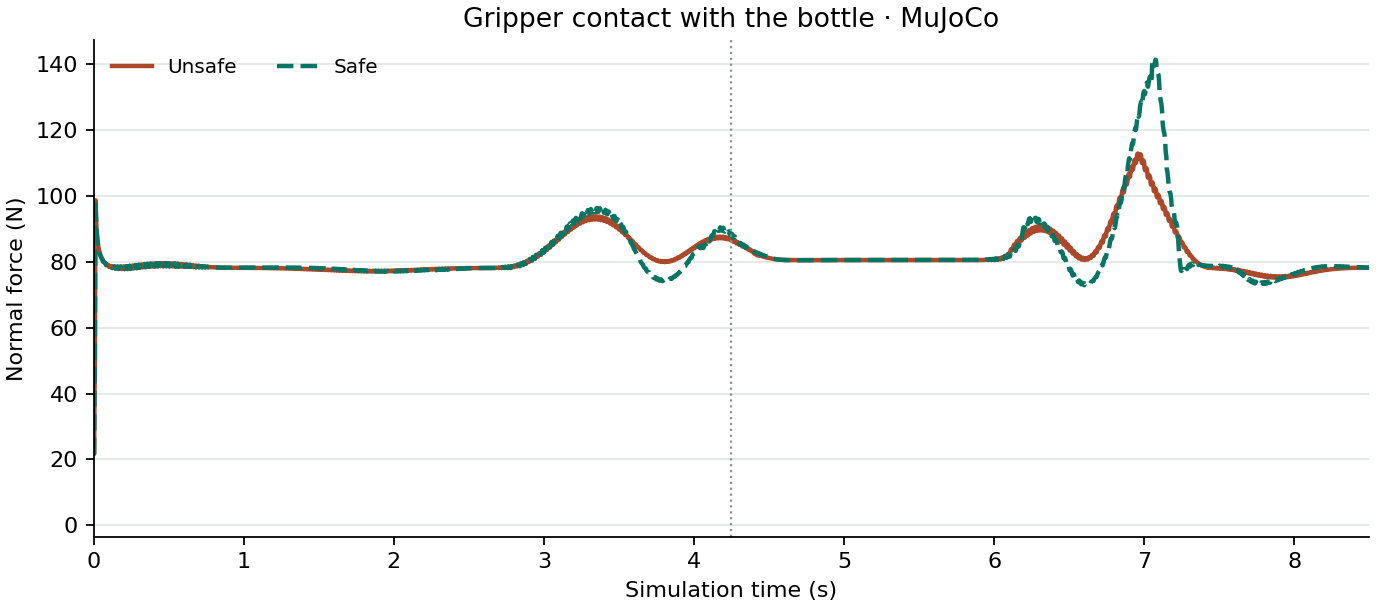 Gripper contact with the bottle · MuJoCo
Unsafe Safe
Normal force (N)
140
120
100
80
60
40
20
0
0 1 2 3 4 5 6 7 8
Simulation time (s)